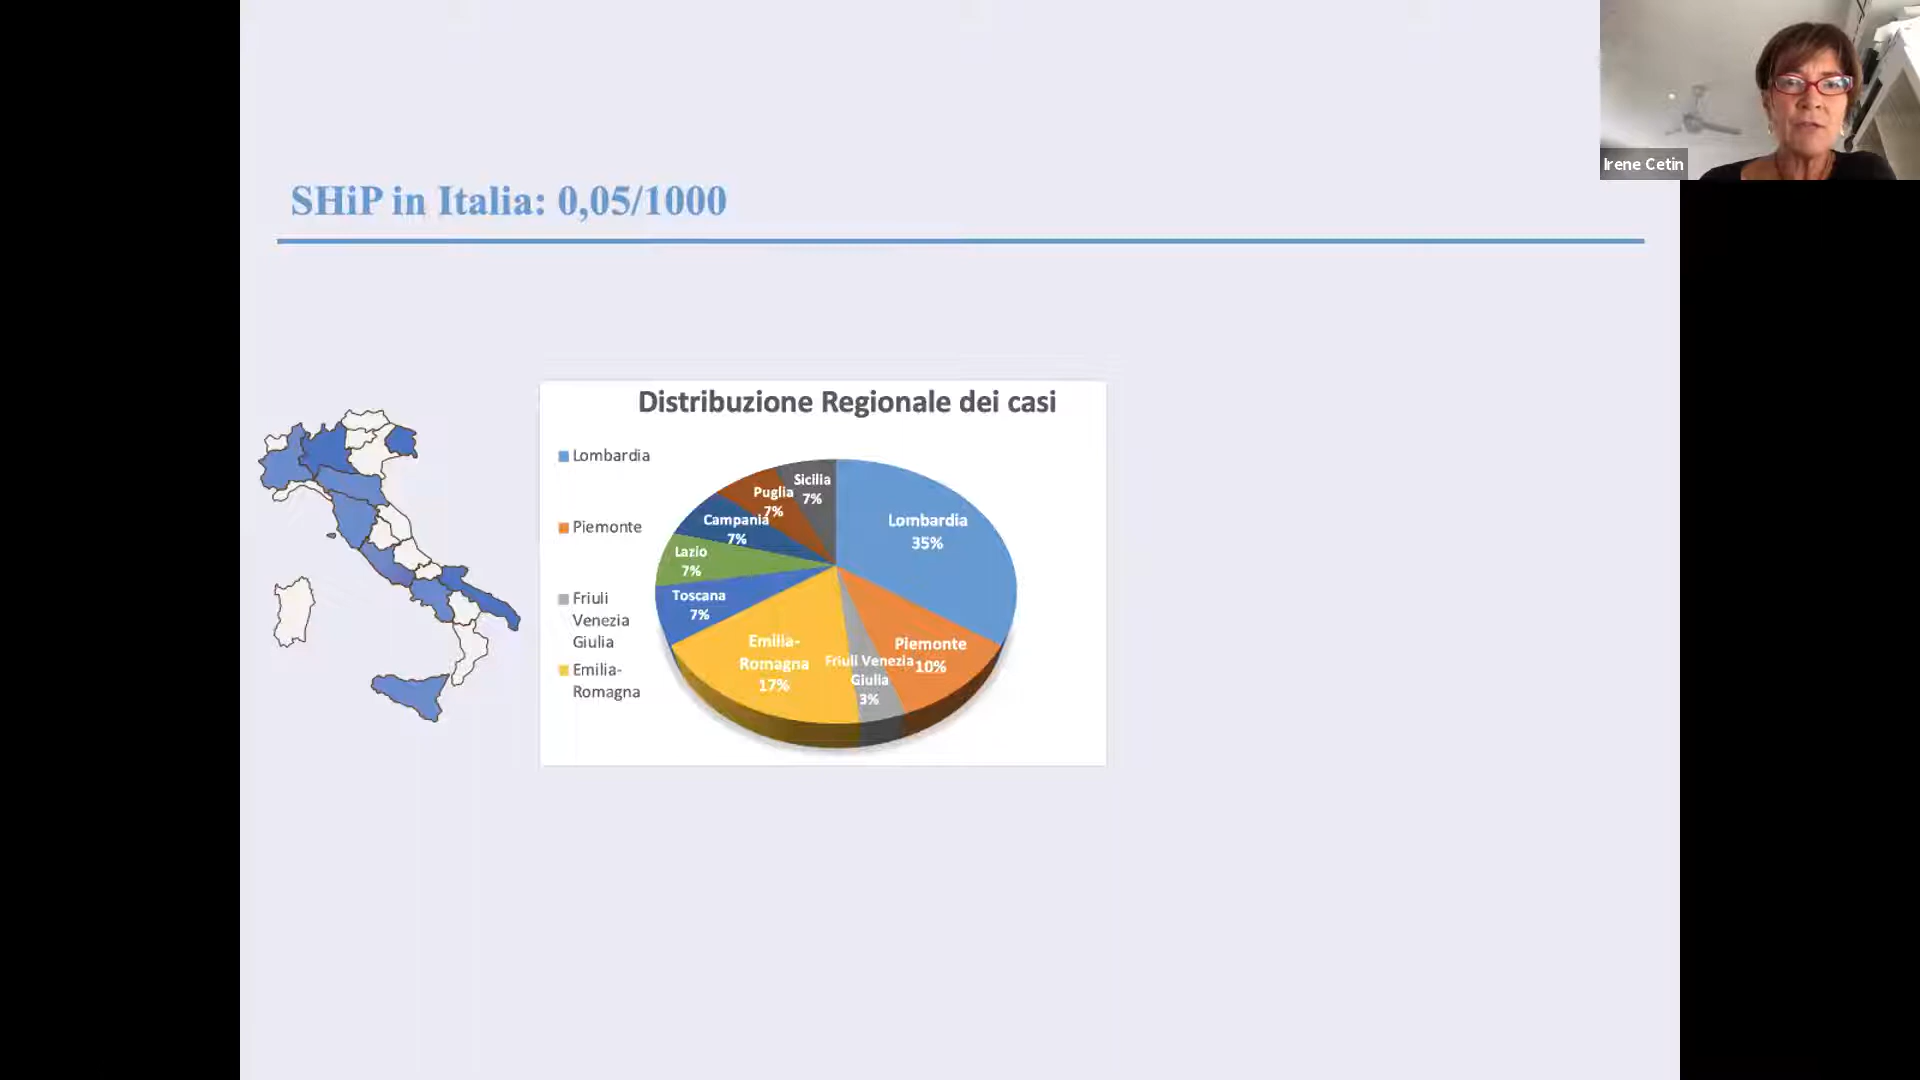 Irene Cetin
SHiP in Italia: 0,05/1000
Distribuzione Regionale dei casi
Lombardia
Piemonte
Friuli
Venezia
Giulia
Emilia-
Romagna
Sicilia
7%
Puglia
7%
Campania
7%
Lazio
7%
Toscana
7%
Emilia-
Romagna
17%
Friuli Venezia
Giulia
3%
Piemonte
10%
Lombardia
35%